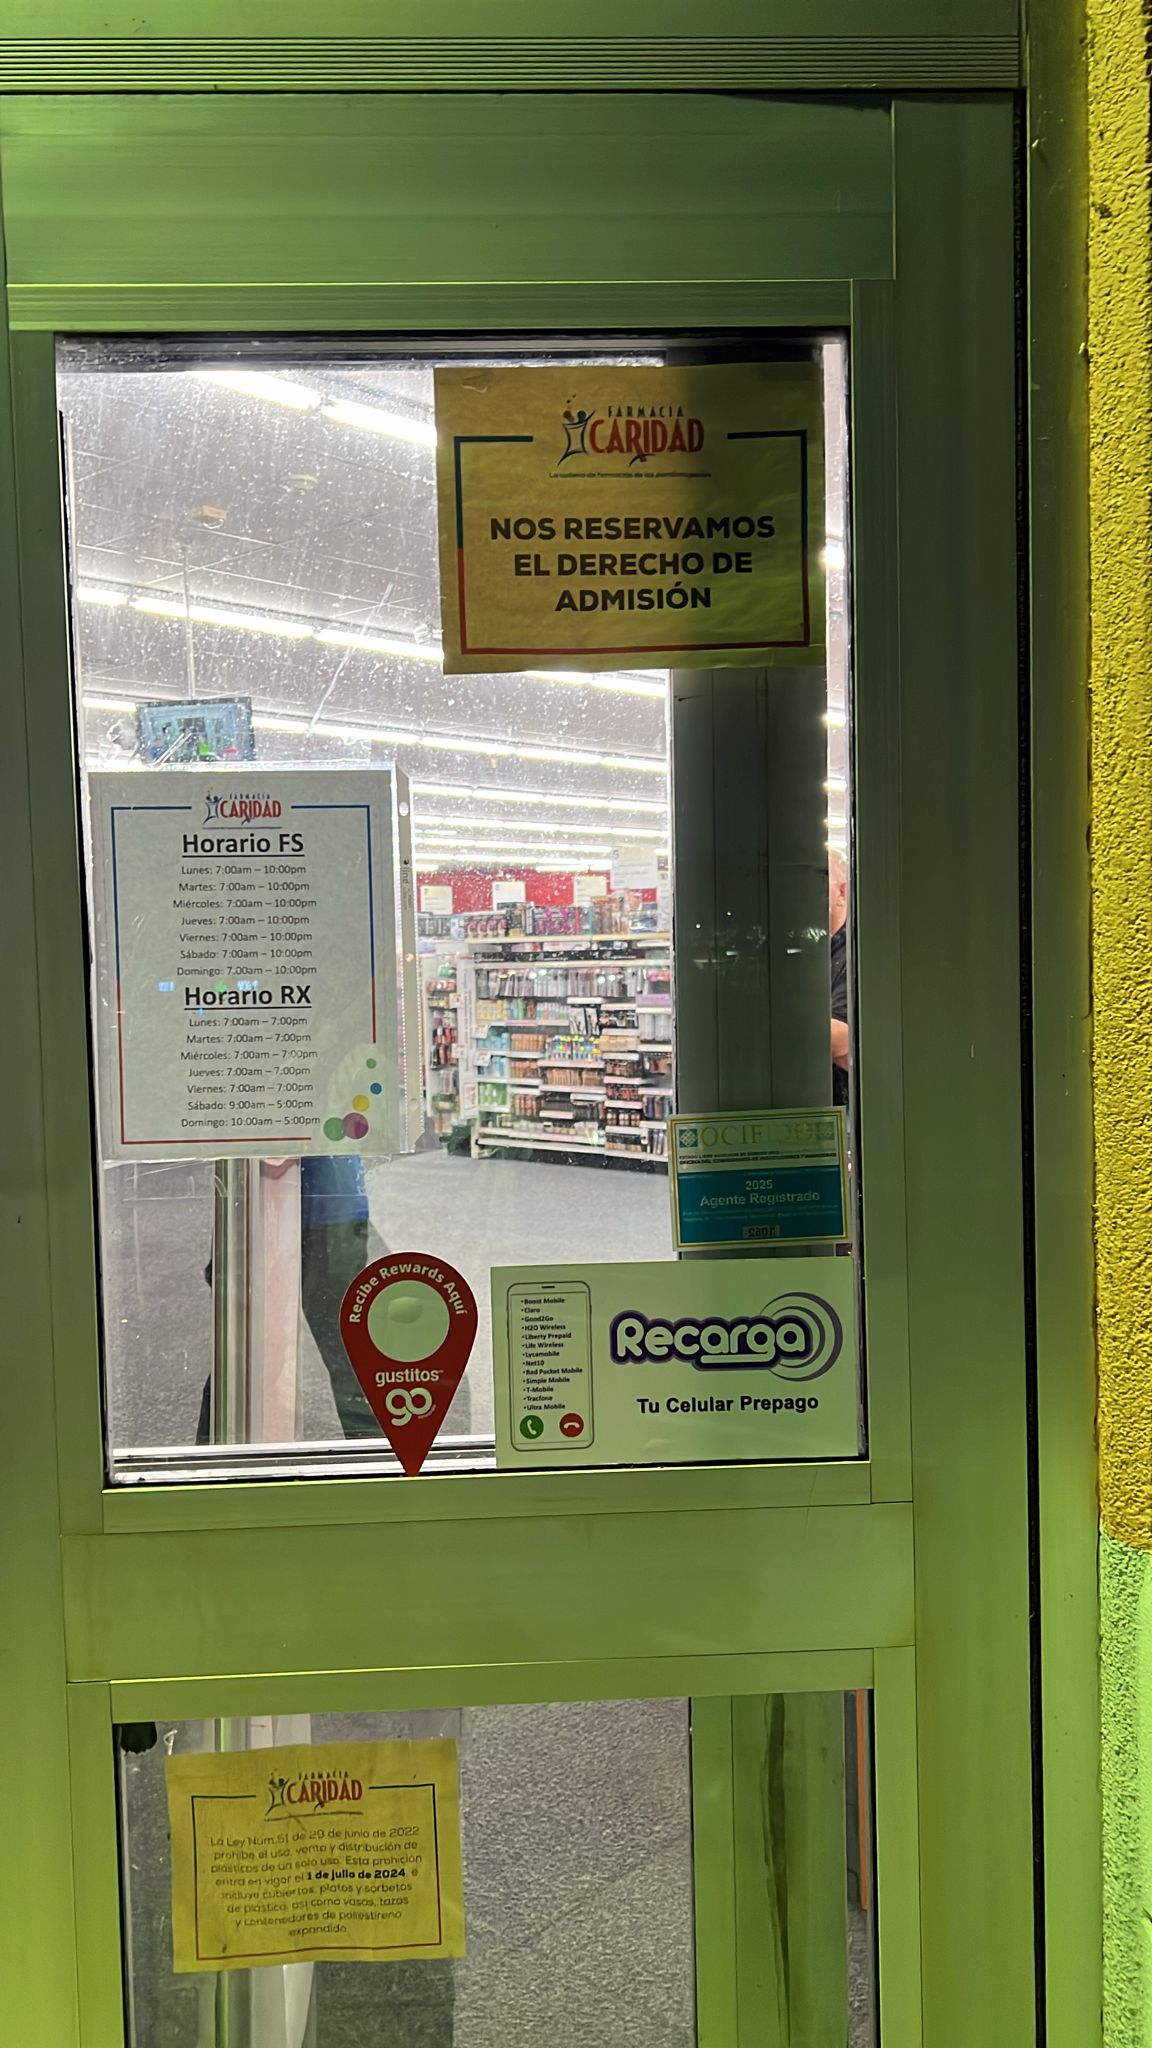 FARMACIA
CARIDAD
La cadena de farmacias de los puertorriqueños
NOS RESERVAMOS
EL DERECHO DE
ADMISIÓN
FARMACIA
CARIDAD
Horario FS
Lunes: 7:00am – 10:00pm
Martes: 7:00am – 10:00pm
Miércoles: 7:00am – 10:00pm
Jueves: 7:00am – 10:00pm
Viernes: 7:00am – 10:00pm
Sábado: 7:00am – 10:00pm
Domingo: 7:00am – 10:00pm
Horario RX
Lunes: 7:00am – 7:00pm
Martes: 7:00am – 7:00pm
Miércoles: 7:00am – 7:00pm
Jueves: 7:00am – 7:00pm
Viernes: 7:00am – 7:00pm
Sábado: 9:00am – 5:00pm
Domingo: 10:00am – 5:00pm
OCIF
2025
Agente Registrado
Recibe Rewards Aquí
gustitos
go
•Boost Mobile
•Claro
•Good2Go
•H2O Wireless
•Liberty Prepaid
•Life Wireless
•Lycamobile
•Net10
•Red Pocket Mobile
•Simple Mobile
•T-Mobile
•Tracfone
•Ultra Mobile
Recarga
Tu Celular Prepago
FARMACIA
CARIDAD
La Ley Núm.51 de 29 de junio de 2022
prohíbe el uso, venta y distribución de
plásticos de un solo uso. Esta prohición
entra en vigor el 1 de julio de 2024, e
incluye cubiertos, platos y sorbetos
de plástico, así como vasos, tazas
y contenedores de poliestireno
expandido.